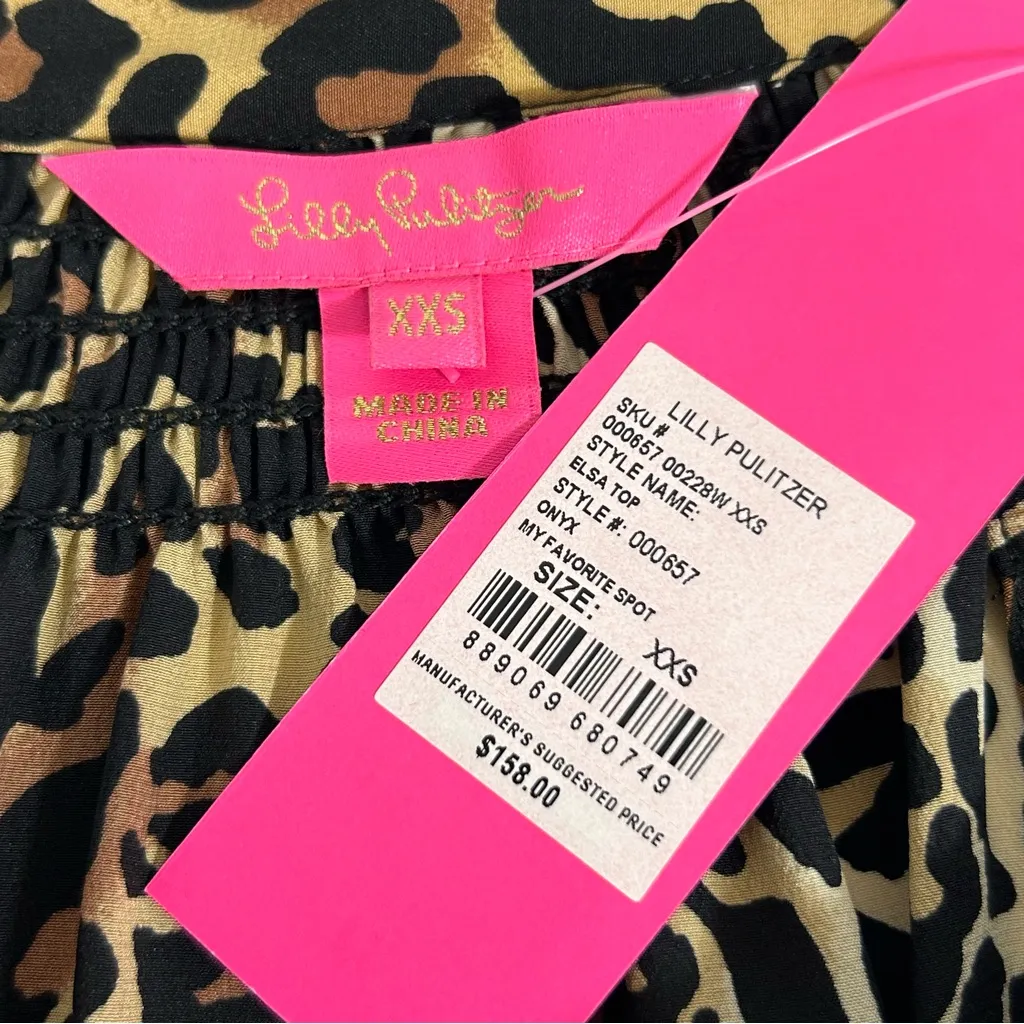 Lilly Pulitzer
XXS
MADE IN
CHINA
LILLY PULITZER
SKU #
000657 00228W XXS
STYLE NAME:
ELSA TOP
STYLE #: 000657
ONYX
MY FAVORITE SPOT
SIZE:
XXS
889069 680749
MANUFACTURER'S SUGGESTED PRICE
$158.00